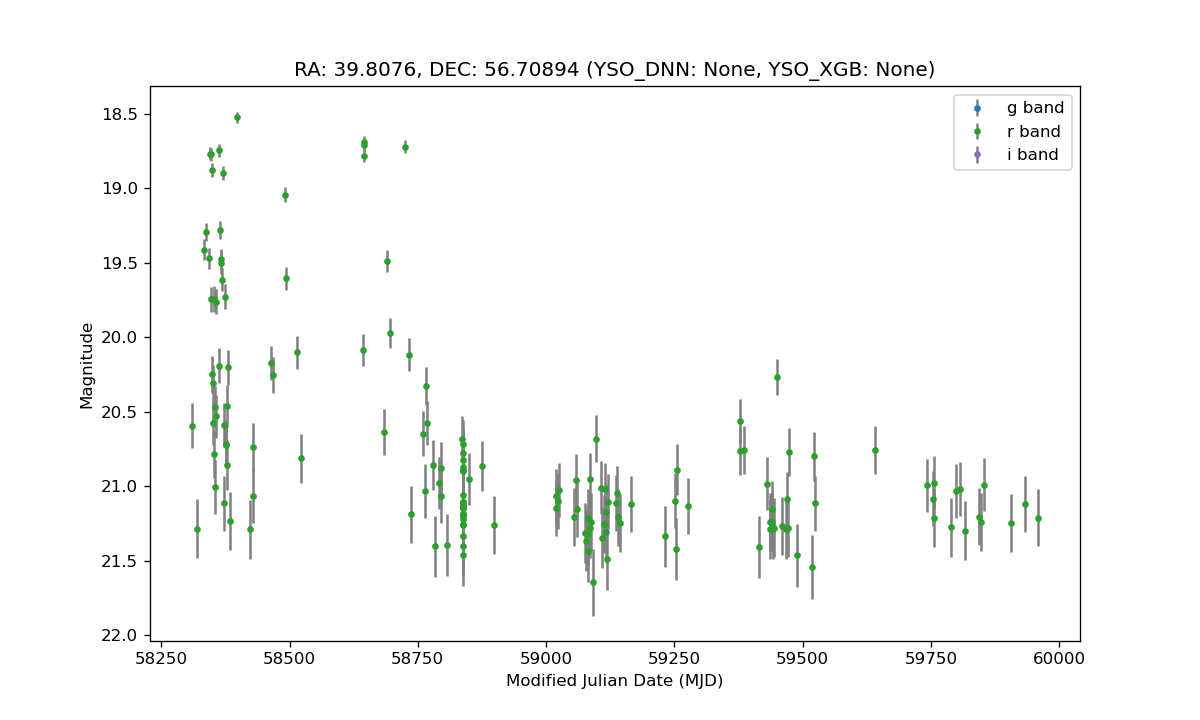 RA: 39.8076, DEC: 56.70894 (YSO_DNN: None, YSO_XGB: None)
g band
r band
i band
18.5
19.0
19.5
20.0
20.5
21.0
21.5
22.0
Magnitude
58250 58500 58750 59000 59250 59500 59750 60000
Modified Julian Date (MJD)